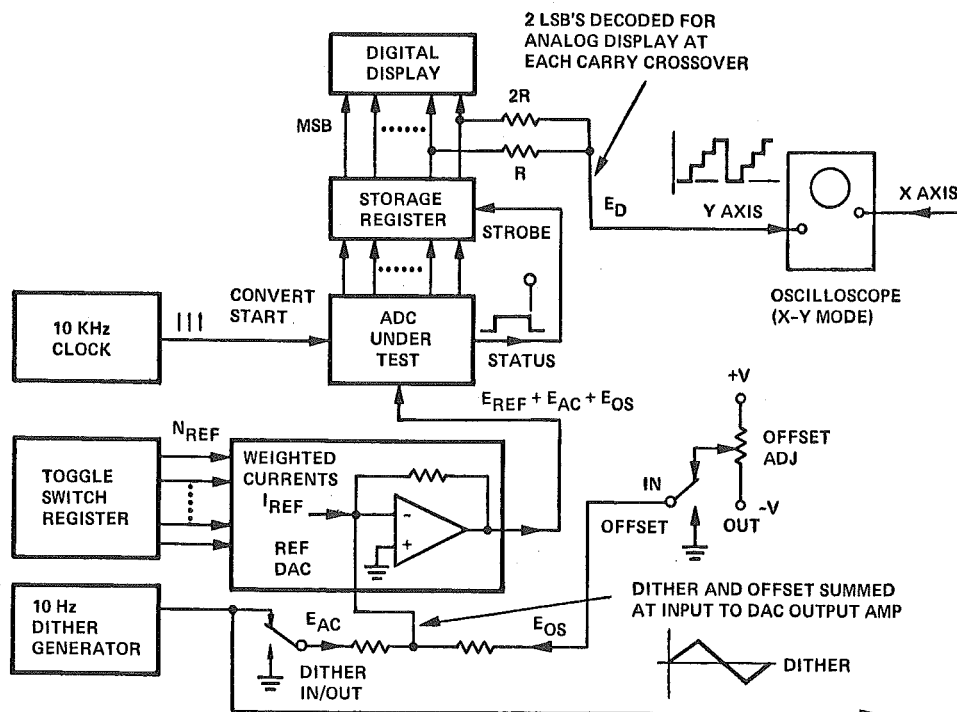 2 LSB'S DECODED FOR
ANALOG DISPLAY AT
EACH CARRY CROSSOVER
DIGITAL
DISPLAY
MSB
2R
R
STORAGE
REGISTER
STROBE
E_D
Y AXIS
X AXIS
OSCILLOSCOPE
(X-Y MODE)
10 KHz
CLOCK
CONVERT
START
ADC
UNDER
TEST
STATUS
E_REF + E_AC + E_OS
+V
OFFSET
ADJ
-V
IN
OUT
OFFSET
TOGGLE
SWITCH
REGISTER
N_REF
WEIGHTED
CURRENTS
I_REF
-
+
REF
DAC
DITHER AND OFFSET SUMMED
AT INPUT TO DAC OUTPUT AMP
10 Hz
DITHER
GENERATOR
E_AC
E_OS
DITHER
IN/OUT
DITHER